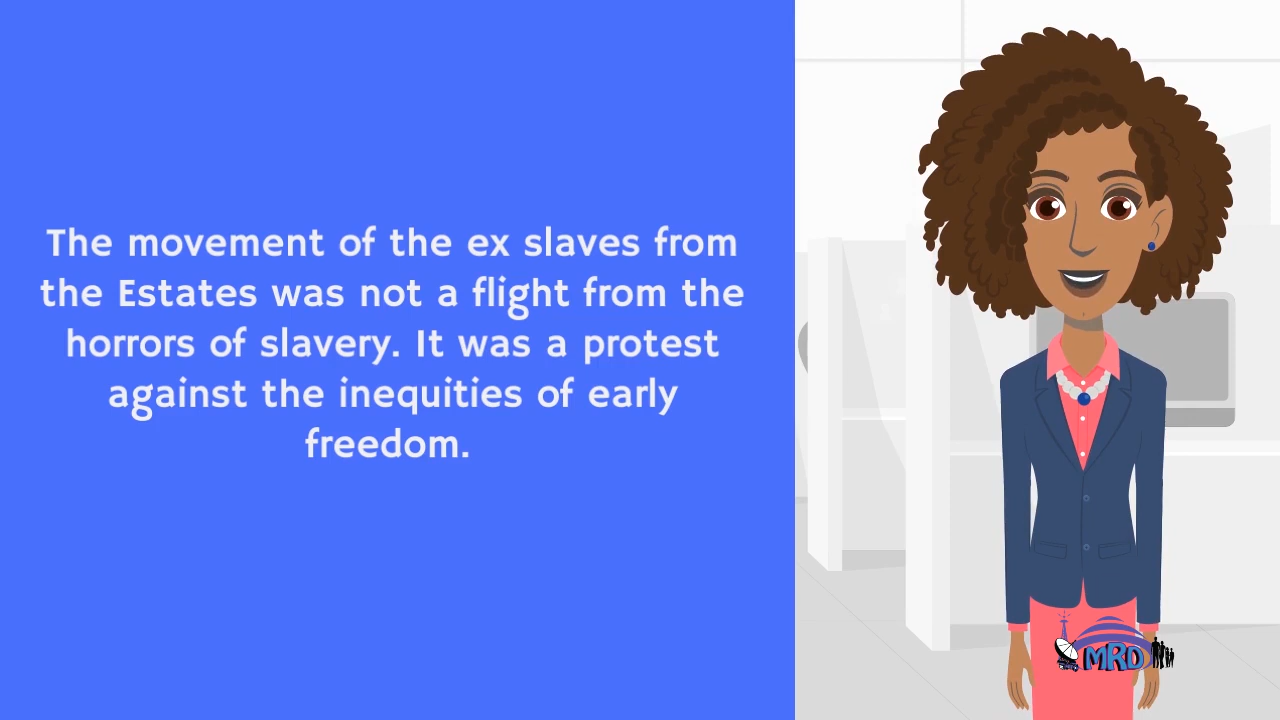 The movement of the ex slaves from
the Estates was not a flight from the
horrors of slavery. It was a protest
against the inequities of early
freedom.
MRD